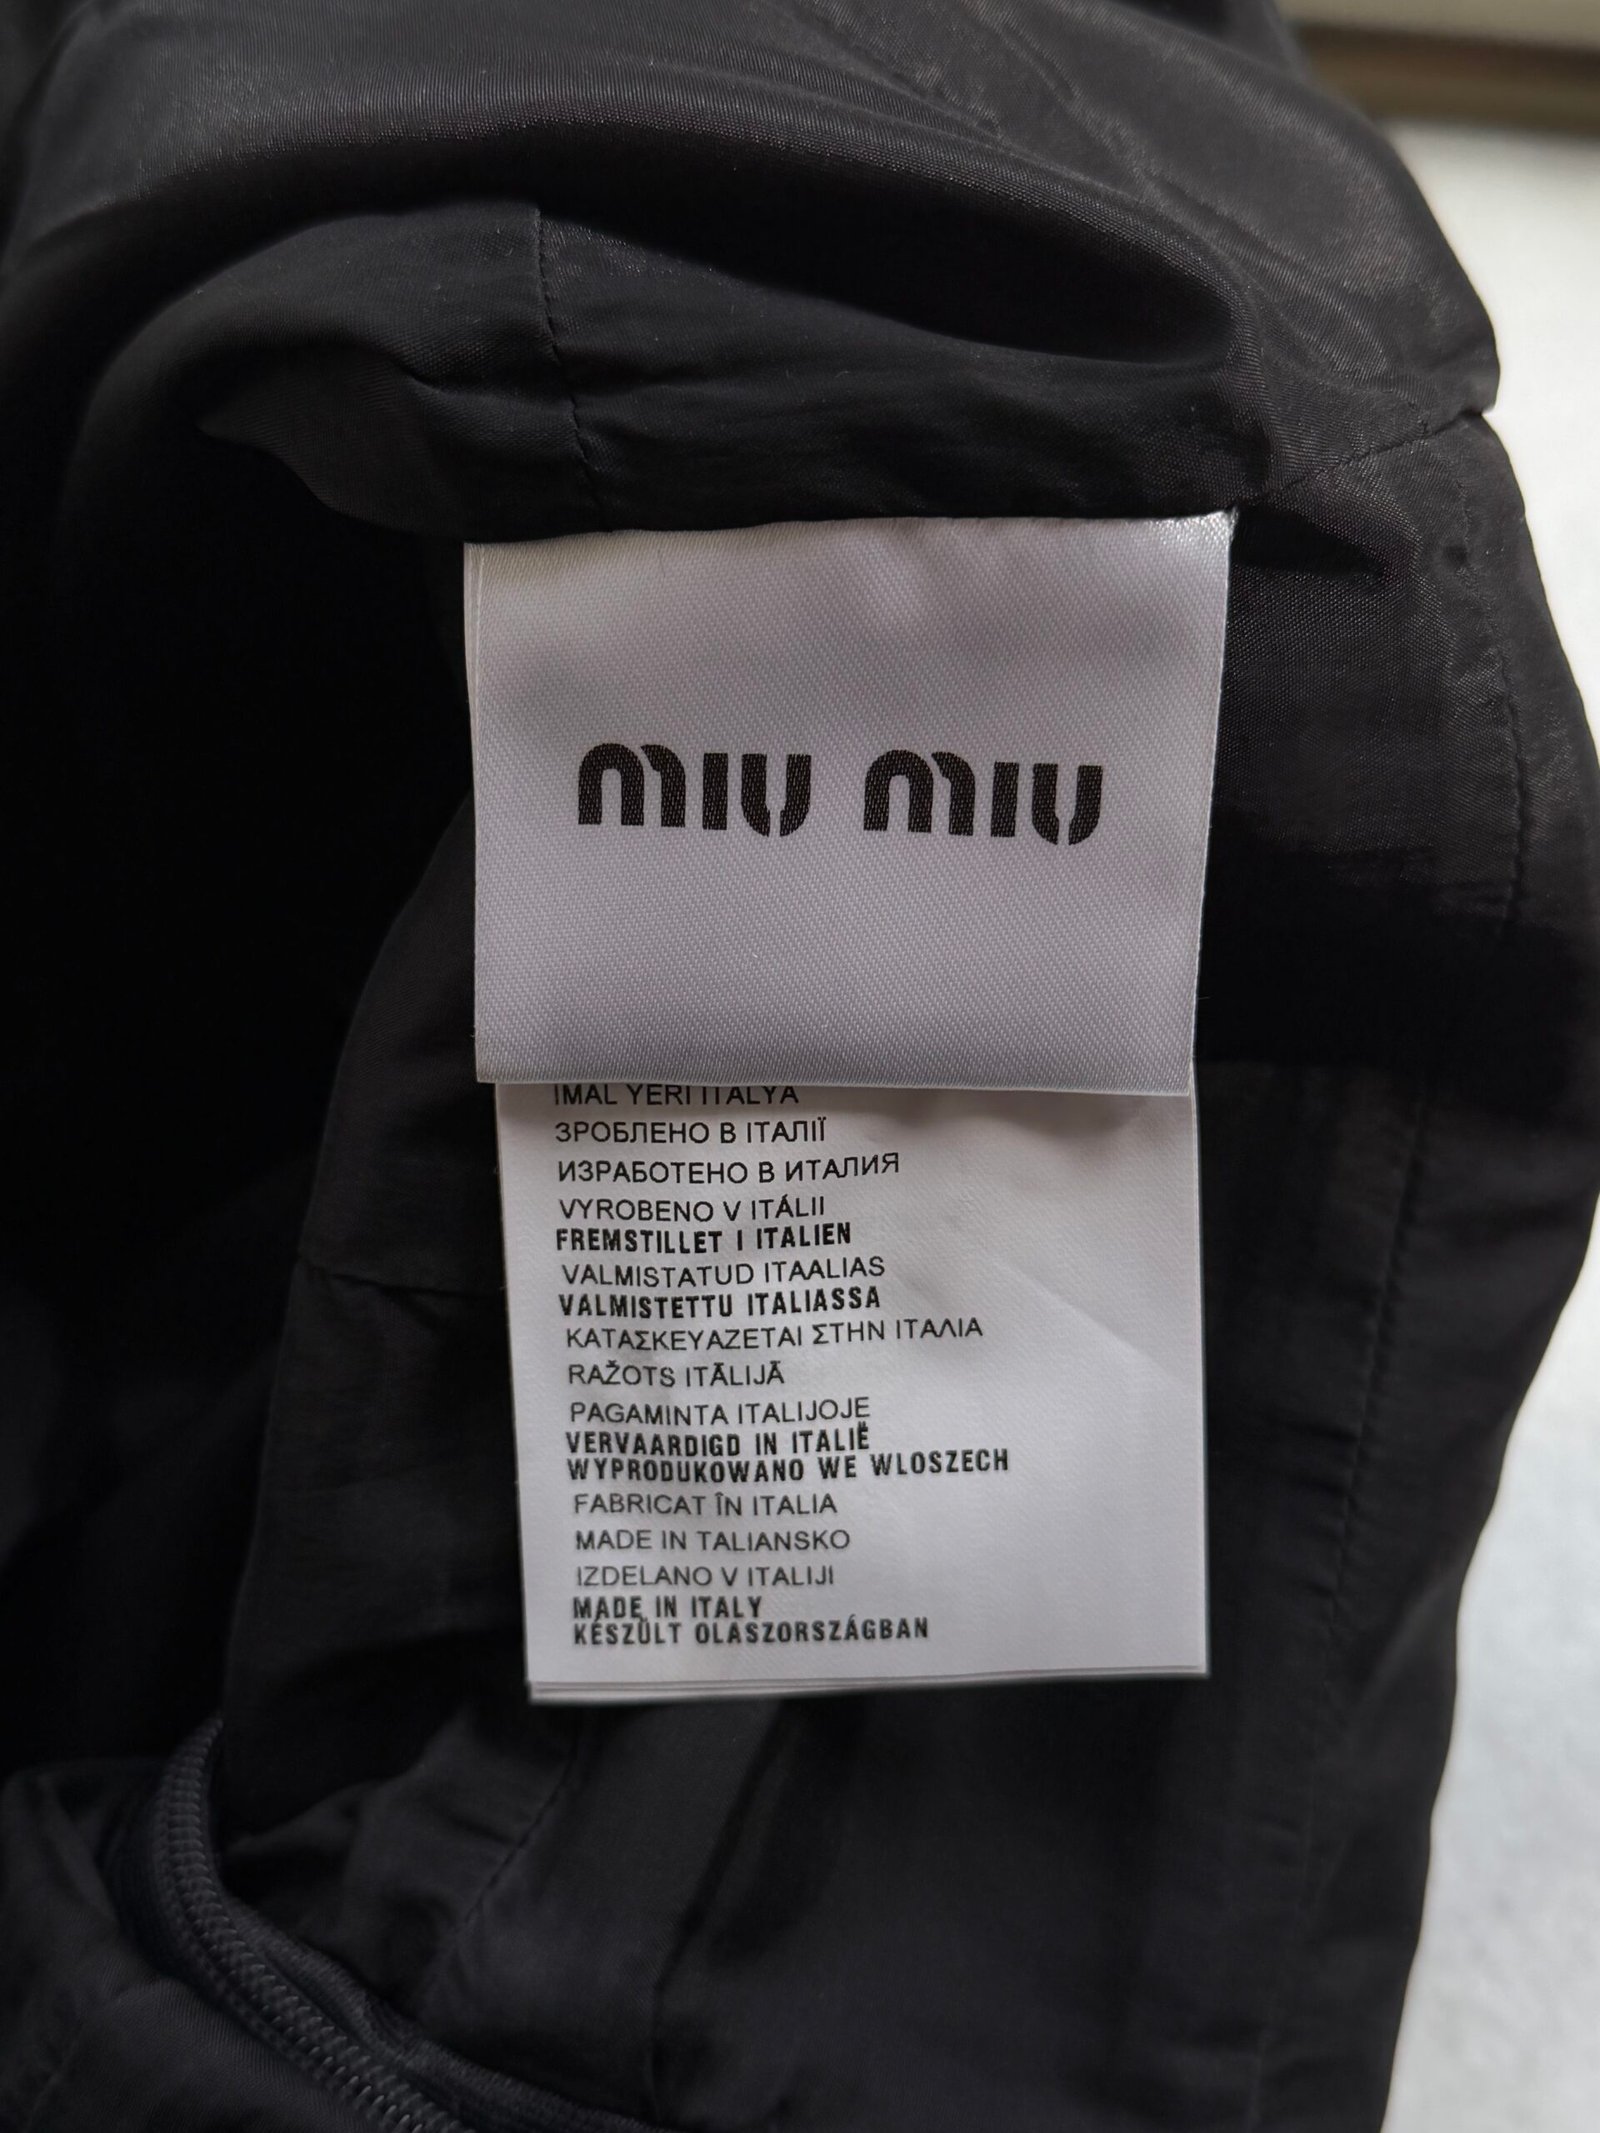 miu miu
IMAL YERI ITALYA
ЗРОБЛЕНО В ІТАЛІЇ
ИЗРАБОТЕНО В ИТАЛИЯ
VYROBENO V ITÁLII
FREMSTILLET I ITALIEN
VALMISTATUD ITAALIAS
VALMISTETTU ITALIASSA
ΚΑΤΑΣΚΕΥΑΖΕΤΑΙ ΣΤΗΝ ΙΤΑΛΙΑ
RAŽOTS ITĀLIJĀ
PAGAMINTA ITALIJOJE
VERVAARDIGD IN ITALIË
WYPRODUKOWANO WE WLOSZECH
FABRICAT ÎN ITALIA
MADE IN TALIANSKO
IZDELANO V ITALIJI
MADE IN ITALY
KÉSZÜLT OLASZORSZÁGBAN